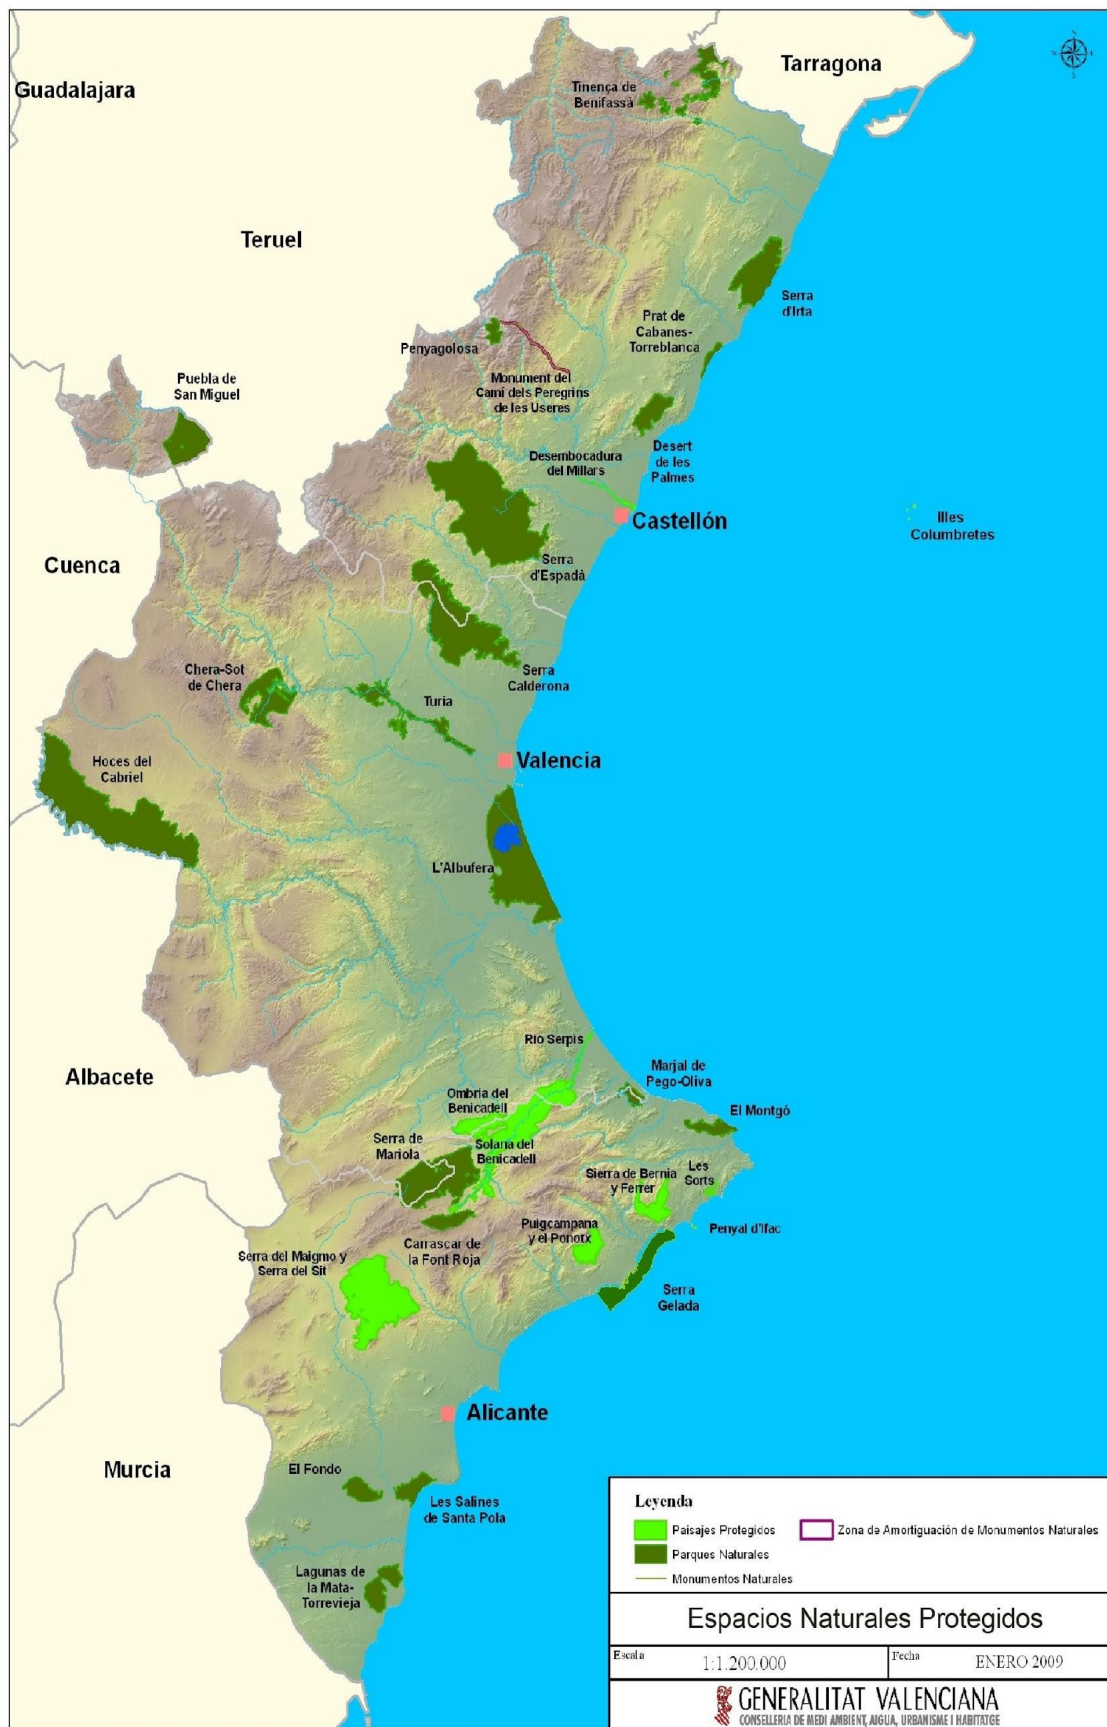 Tarragona
Guadalajara
Tinença de
Benifassà
Teruel
Serra
d'Irta
Prat de
Cabanes-
Torreblanca
Penyagolosa
Puebla de
San Miguel
Monument del
Camí dels Peregrins
de les Useres
Desert
de les
Palmes
Desembocadura
del Millars
Castellón
Illes
Columbretes
Cuenca
Serra
d'Espadà
Serra
Calderona
Chera-Sot
de Chera
Turia
Valencia
Hoces del
Cabriel
L'Albufera
Río Serpis
Marjal de
Pego-Oliva
Albacete
Ombria del
Benicadell
El Montgó
Serra de
Mariola
Solana del
Benicadell
Sierra de Bernia
y Ferrer
Les
Sorts
Puigcampana
y el Ponotx
Penyal d'Ifac
Carrascar de
la Font Roja
Serra del Maigmo y
Serra del Sit
Serra
Gelada
Alicante
Murcia
El Fondo
Les Salines
de Santa Pola
Lagunas de
la Mata-
Torrevieja
Leyenda
Paisajes Protegidos
Zona de Amortiguación de Monumentos Naturales
Parques Naturales
Monumentos Naturales
Espacios Naturales Protegidos
Escala 1:1.200.000 Fecha ENERO 2009
GENERALITAT VALENCIANA
CONSELLERIA DE MEDI AMBIENT, AIGUA, URBANISME I HABITATGE